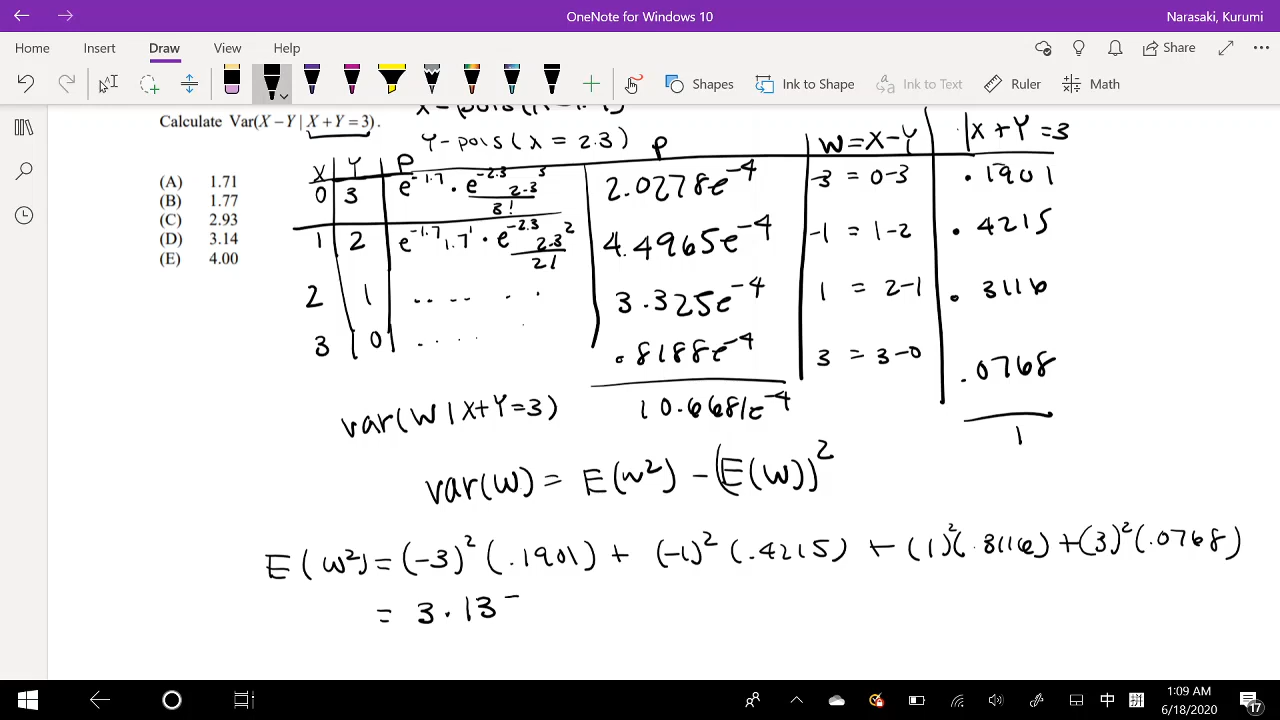 OneNote for Windows 10
Narasaki, Kurumi
Home Insert Draw View Help Share
Shapes Ink to Shape Ink to Text Ruler Math
Calculate Var(X − Y | X + Y = 3).
Y-pois(λ = 2.3)
(A) 1.71
(B) 1.77
(C) 2.93
(D) 3.14
(E) 4.00
X Y P P W = X-Y |X + Y = 3
0 3 e^-1.7 · e^-2.3 2.3^3 / 3! 2.0278e^-4 -3 = 0-3 .1901
1 2 e^-1.7 1.7^1 · e^-2.3 2.3^2 / 2! 4.4965e^-4 -1 = 1-2 .4215
2 1 .... . . 3.325e^-4 1 = 2-1 .3116
3 0 ..... .8188e^-4 3 = 3-0 .0768
10.6681e^-4 1
var(W | X+Y=3)
var(W) = E(W²) - (E(W))²
E(W²) = (-3)²(.1901) + (-1)²(.4215) + (1)²(.3116) + (3)²(.0768)
= 3.13
1:09 AM
中
6/18/2020
17